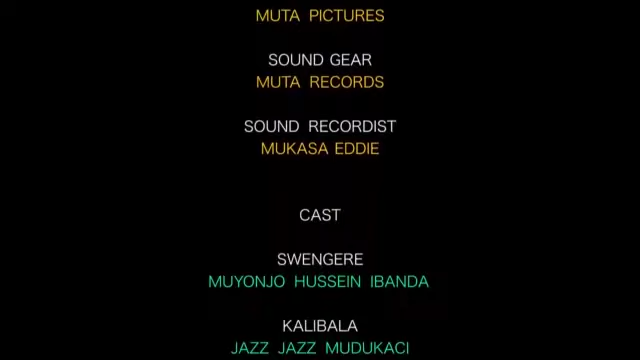 MUTA PICTURES
SOUND GEAR
MUTA RECORDS
SOUND RECORDIST
MUKASA EDDIE
CAST
SWENGERE
MUYONJO HUSSEIN IBANDA
KALIBALA
JAZZ JAZZ MUDUKACI